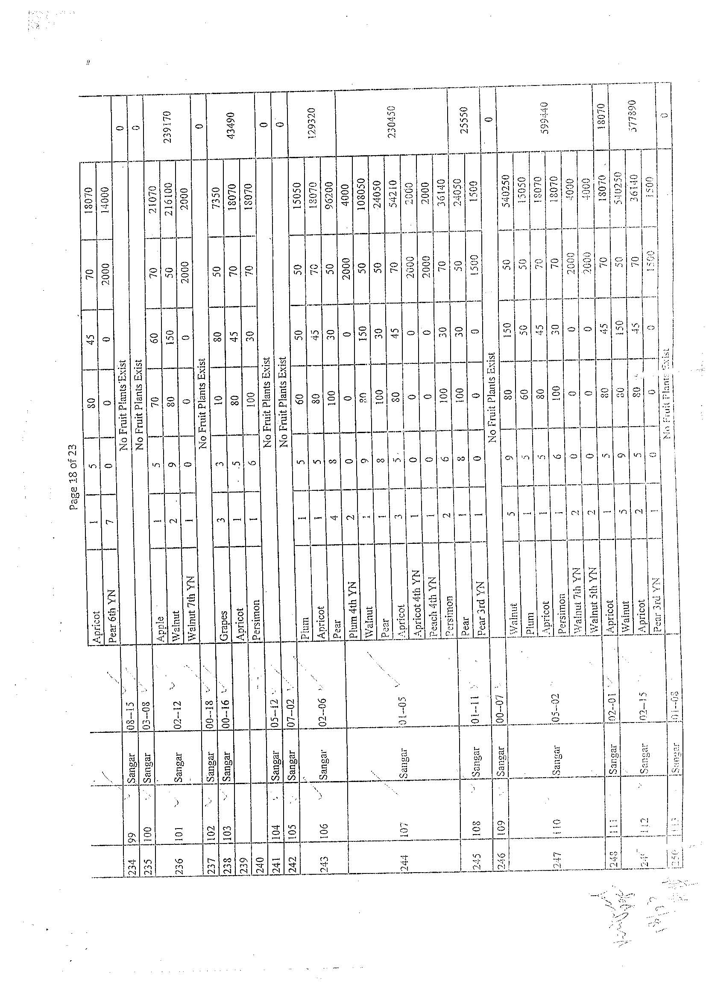 Page 18 of 23
Apricot 1 5 80 45 70 18070
Pear 6th YN 7 0 0 0 2000 14000
234 99 Sangar 08--15 No Fruit Plants Exist 0
235 100 Sangar 03--08 No Fruit Plants Exist 0
236 101 Sangar 02--12 Apple 1 5 70 60 70 21070 239170
Walnut 2 9 80 150 50 216100
Walnut 7th YN 1 0 0 0 2000 2000
237 102 Sangar 00--18 No Fruit Plants Exist 0
238 103 Sangar 00--16 Grapes 3 3 10 80 50 7350 43490
239 Apricot 1 5 80 45 70 18070
240 Persimon 1 6 100 30 70 18070
241 104 Sangar 05--12 No Fruit Plants Exist 0
242 105 Sangar 07--02 No Fruit Plants Exist 0
243 106 Sangar 02--06 Plum 1 5 60 50 50 15050 129320
Apricot 1 5 80 45 70 18070
Pear 4 8 100 30 50 96200
244 107 Sangar 01--05 Plum 4th YN 2 0 0 0 2000 4000 230450
Walnut 1 9 80 150 50 108050
Pear 1 8 100 30 50 24050
Apricot 3 5 80 45 70 54210
Apricot 4th YN 1 0 0 0 2000 2000
Peach 4th YN 1 0 0 0 2000 2000
Persimon 2 6 100 30 70 36140
245 108 Sangar 01--11 Pear 1 8 100 30 50 24050 25550
Pear 3rd YN 1 0 0 0 1500 1500
246 109 Sangar 00--07 No Fruit Plants Exist 0
247 110 Sangar 05--02 Walnut 5 9 80 150 50 540250 599440
Plum 1 5 60 50 50 15050
Apricot 1 5 80 45 70 18070
Persimon 1 6 100 30 70 18070
Walnut 7th YN 2 0 0 0 2000 4000
Walnut 5th YN 2 0 0 0 2000 4000
248 111 Sangar 02--01 Apricot 1 5 80 45 70 18070 18070
112 Sangar 02--15 Walnut 5 9 80 150 50 540250 577890
Apricot 2 5 80 45 70 36140
Pear 3rd YN 1 0 0 0 1500 1500
250 113 Sangar 01--08 No Fruit Plants Exist 0